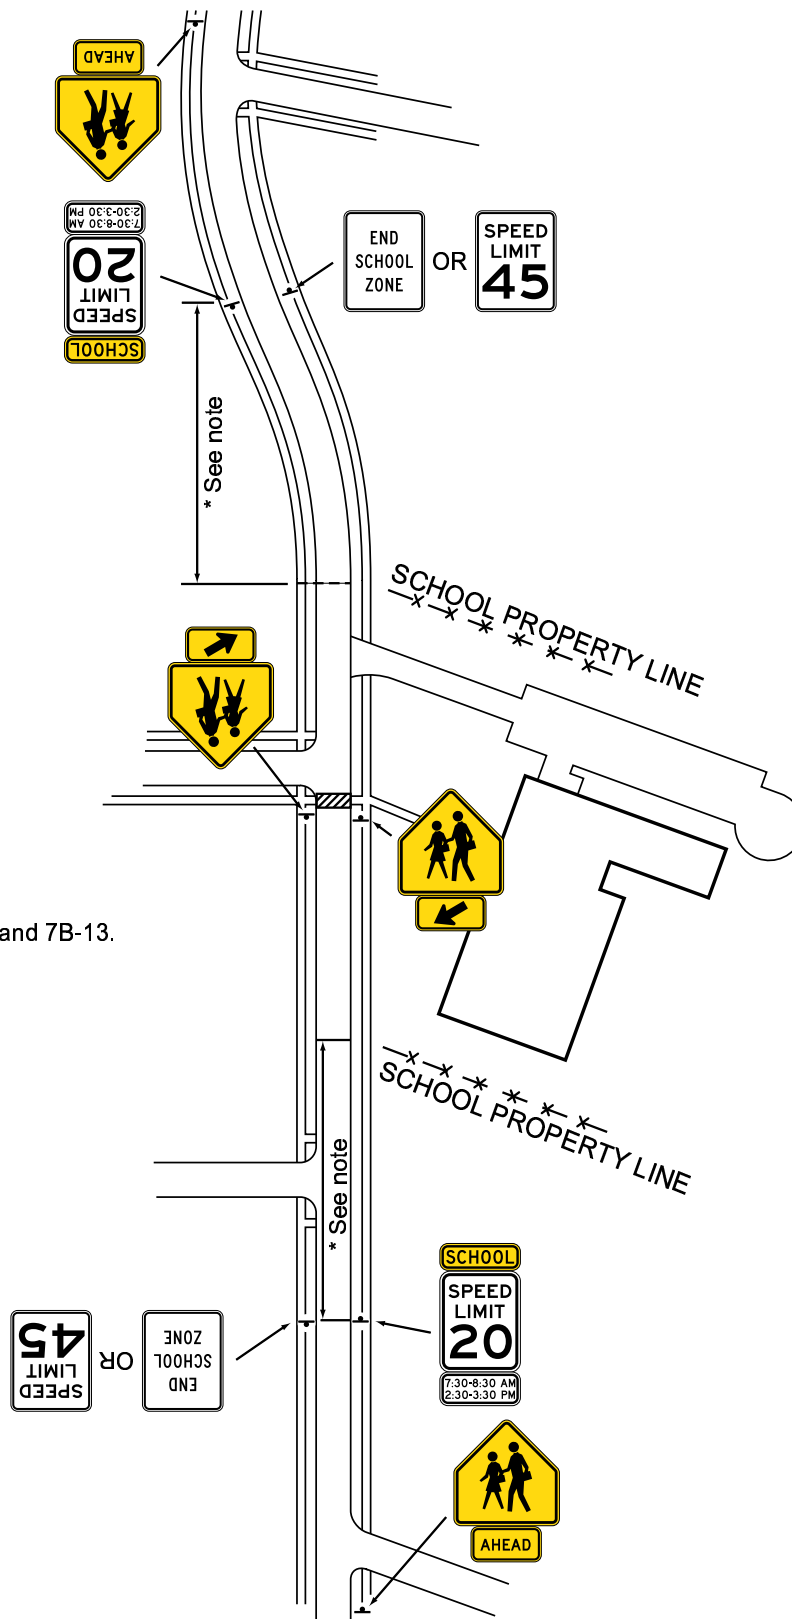 AHEAD
7:30-8:30 AM
2:30-3:30 PM
SPEED
LIMIT
20
SCHOOL
END
SCHOOL
ZONE
OR
SPEED
LIMIT
45
* See note
SCHOOL PROPERTY LINE
and 7B-13.
SCHOOL PROPERTY LINE
* See note
SCHOOL
SPEED
LIMIT
20
7:30-8:30 AM
2:30-3:30 PM
SPEED
LIMIT
45
OR
END
SCHOOL
ZONE
AHEAD